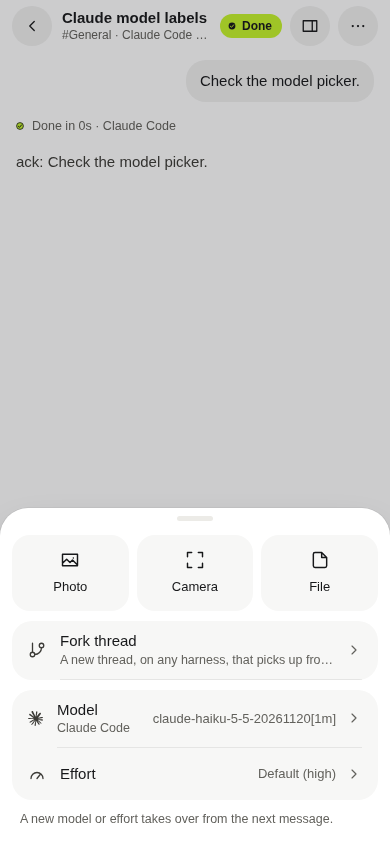 Claude model labels
#General · Claude Code …
Done
Check the model picker.
Done in 0s · Claude Code
ack: Check the model picker.
Photo
Camera
File
Fork thread
A new thread, on any harness, that picks up fro…
Model
Claude Code
claude-haiku-5-5-20261120[1m]
Effort
Default (high)
A new model or effort takes over from the next message.